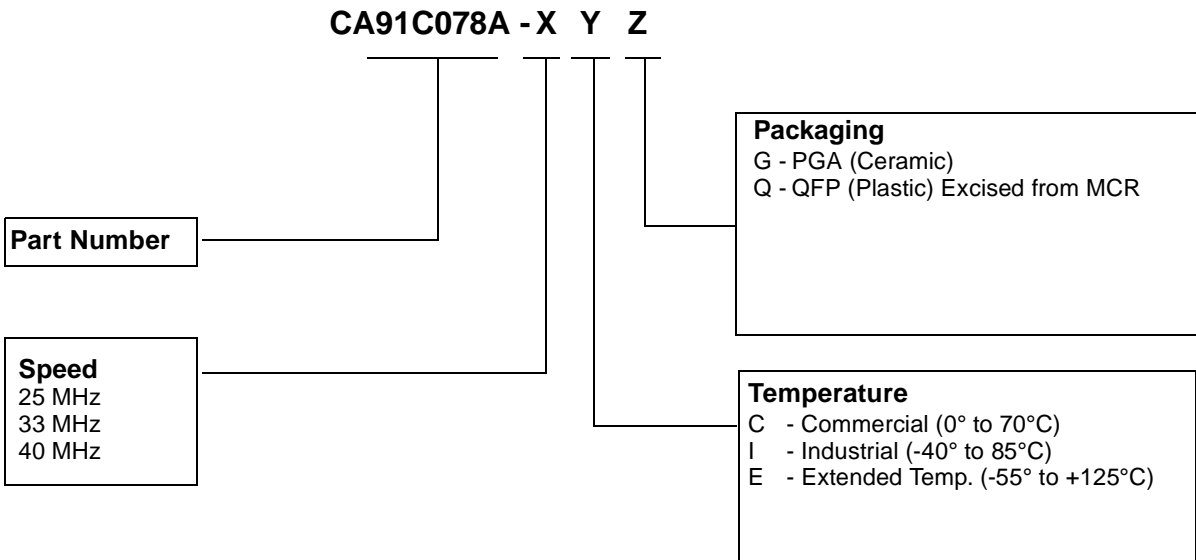 CA91C078A - X Y Z
Packaging
G - PGA (Ceramic)
Q - QFP (Plastic) Excised from MCR
Part Number
Speed
25 MHz
33 MHz
40 MHz
Temperature
C - Commercial (0° to 70°C)
I - Industrial (-40° to 85°C)
E - Extended Temp. (-55° to +125°C)